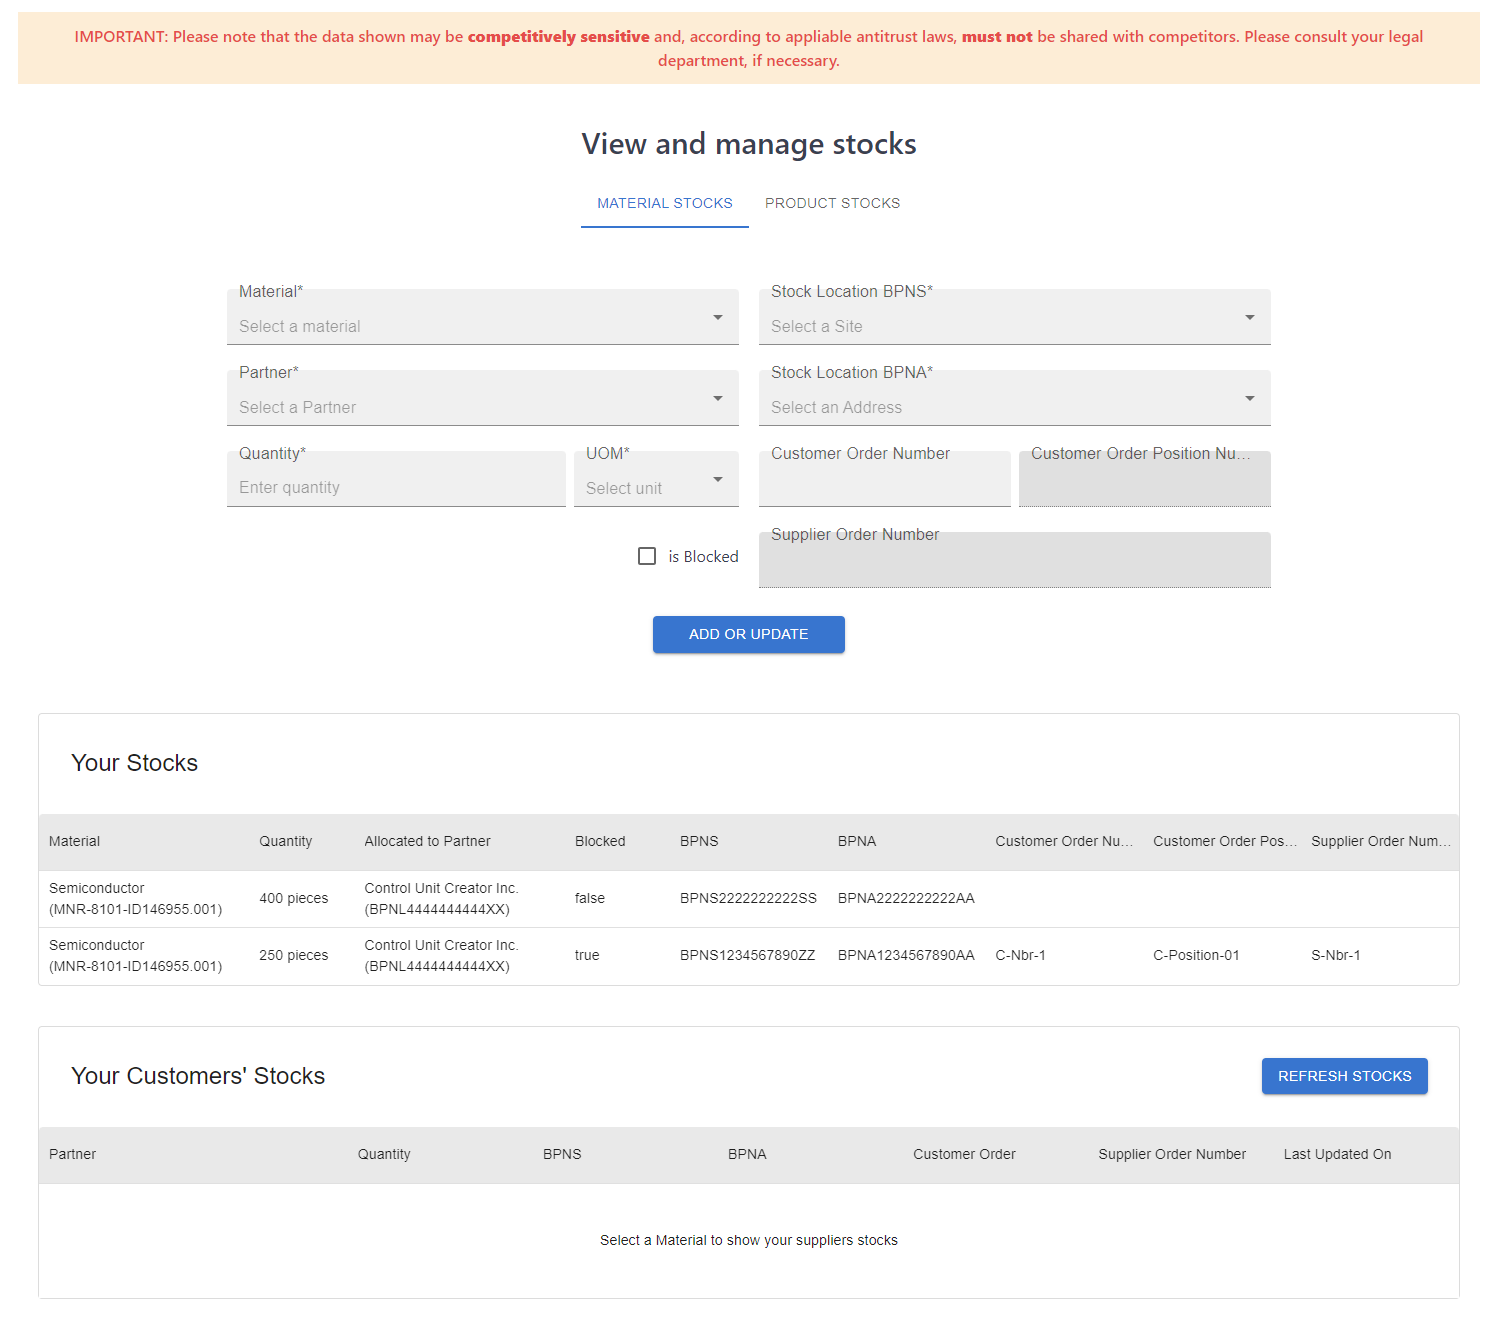 IMPORTANT: Please note that the data shown may be competitively sensitive and, according to appliable antitrust laws, must not be shared with competitors. Please consult your legal
department, if necessary.
View and manage stocks
MATERIAL STOCKS PRODUCT STOCKS
Material* Stock Location BPNS*
Select a material Select a Site
Partner* Stock Location BPNA*
Select a Partner Select an Address
Quantity* UOM* Customer Order Number Customer Order Position Nu...
Enter quantity Select unit
Supplier Order Number
is Blocked
ADD OR UPDATE
Your Stocks
Material Quantity Allocated to Partner Blocked BPNS BPNA Customer Order Nu... Customer Order Pos... Supplier Order Num...
Semiconductor Control Unit Creator Inc.
400 pieces false BPNS2222222222SS BPNA2222222222AA
(MNR-8101-ID146955.001) (BPNL4444444444XX)
Semiconductor Control Unit Creator Inc.
250 pieces true BPNS1234567890ZZ BPNA1234567890AA C-Nbr-1 C-Position-01 S-Nbr-1
(MNR-8101-ID146955.001) (BPNL4444444444XX)
Your Customers' Stocks REFRESH STOCKS
Partner Quantity BPNS BPNA Customer Order Supplier Order Number Last Updated On
Select a Material to show your suppliers stocks